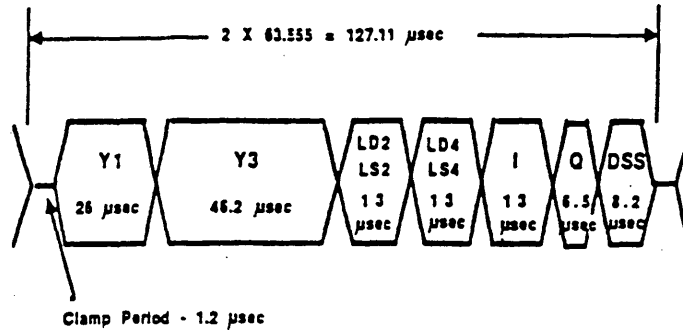 2 X 63.555 = 127.11 µsec
Y1
26 µsec
Y3
46.2 µsec
LD2
LS2
13
µsec
LD4
LS4
13
µsec
I
13
µsec
Q
6.5
µsec
DSS
8.2
µsec
Clamp Period - 1.2 µsec